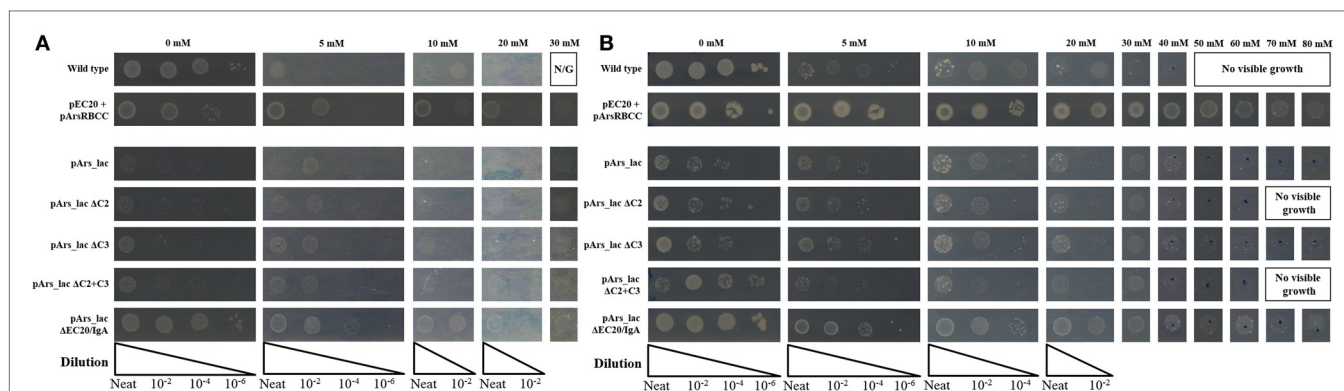 A
0 mM 5 mM 10 mM 20 mM 30 mM
Wild type
N/G
pEC20 +
pArsRBCC
pArs_lac
pArs_lac ΔC2
pArs_lac ΔC3
pArs_lac ΔC2+C3
pArs_lac
ΔEC20/IgA
Dilution
Neat 10-2 10-4 10-6 Neat 10-2 10-4 10-6 Neat 10-2 Neat 10-2
B
0 mM 5 mM 10 mM 20 mM 30 mM 40 mM 50 mM 60 mM 70 mM 80 mM
Wild type
No visible growth
pEC20 +
pArsRBCC
pArs_lac
pArs_lac ΔC2
No visible
growth
pArs_lac ΔC3
pArs_lac
ΔC2+C3
No visible
growth
pArs_lac
ΔEC20/IgA
Dilution
Neat 10-2 10-4 10-6 Neat 10-2 10-4 10-6 Neat 10-2 10-4 Neat 10-2